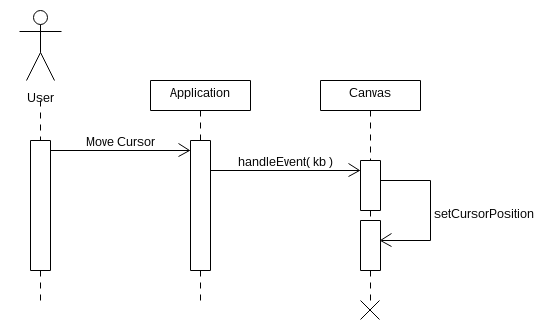 User
Application
Canvas
Move Cursor
handleEvent( kb )
setCursorPosition